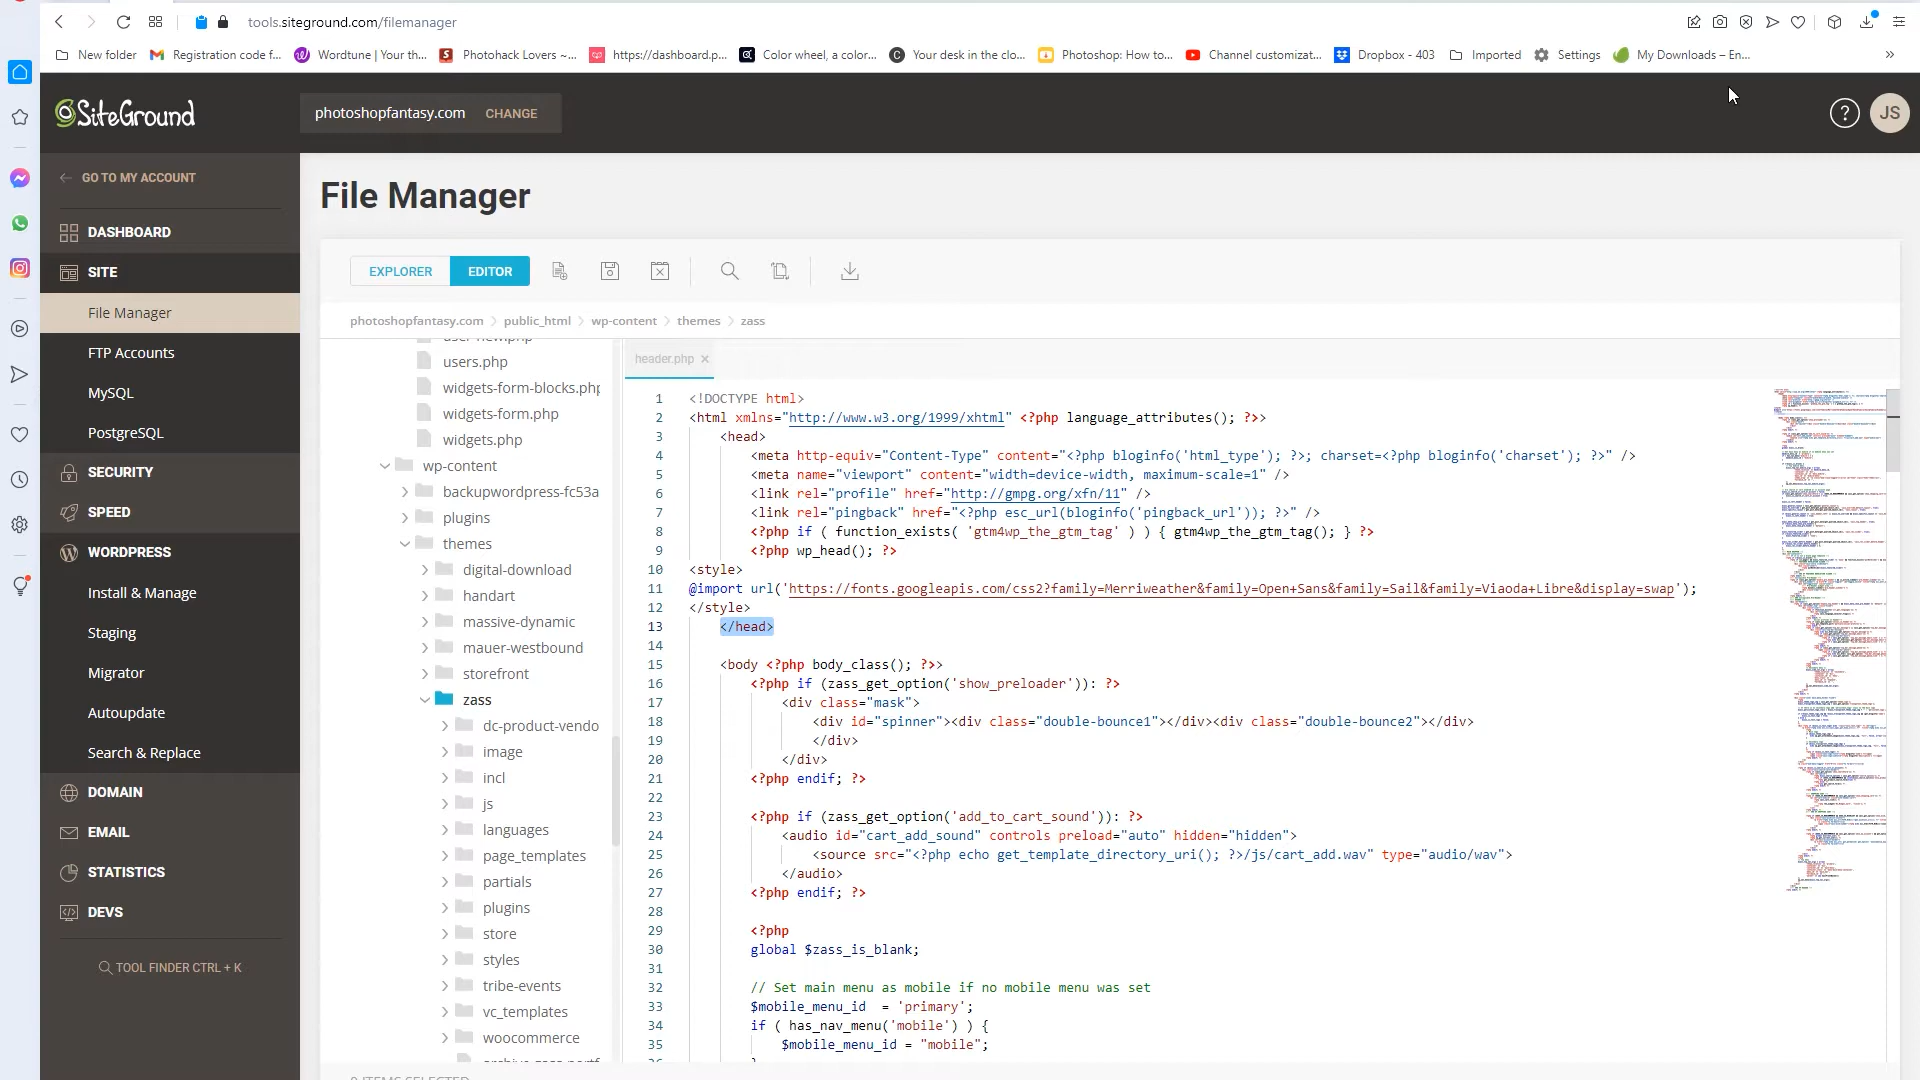 tools.siteground.com/filemanager
New folder
Registration code f...
Wordtune | Your th...
Photohack Lovers ~...
https://dashboard.p...
Color wheel, a color...
Your desk in the clo...
Photoshop: How to...
Channel customizat...
Dropbox - 403
Imported
Settings
My Downloads – En...
SiteGround
photoshopfantasy.com CHANGE
? JS
GO TO MY ACCOUNT
DASHBOARD
SITE
File Manager
FTP Accounts
MySQL
PostgreSQL
SECURITY
SPEED
WORDPRESS
Install & Manage
Staging
Migrator
Autoupdate
Search & Replace
DOMAIN
EMAIL
STATISTICS
DEVS
TOOL FINDER CTRL + K
File Manager
EXPLORER EDITOR
photoshopfantasy.com > public_html > wp-content > themes > zass
user-new.php
users.php
widgets-form-blocks.php
widgets-form.php
widgets.php
wp-content
backupwordpress-fc53a
plugins
themes
digital-download
handart
massive-dynamic
mauer-westbound
storefront
zass
dc-product-vendo
image
incl
js
languages
page_templates
partials
plugins
store
styles
tribe-events
vc_templates
woocommerce
header.php ×
1 <!DOCTYPE html>
2 <html xmlns="http://www.w3.org/1999/xhtml" <?php language_attributes(); ?>>
3 <head>
4 <meta http-equiv="Content-Type" content="<?php bloginfo('html_type'); ?>; charset=<?php bloginfo('charset'); ?>" />
5 <meta name="viewport" content="width=device-width, maximum-scale=1" />
6 <link rel="profile" href="http://gmpg.org/xfn/11" />
7 <link rel="pingback" href="<?php esc_url(bloginfo('pingback_url')); ?>" />
8 <?php if ( function_exists( 'gtm4wp_the_gtm_tag' ) ) { gtm4wp_the_gtm_tag(); } ?>
9 <?php wp_head(); ?>
10 <style>
11 @import url('https://fonts.googleapis.com/css2?family=Merriweather&family=Open+Sans&family=Sail&family=Viaoda+Libre&display=swap');
12 </style>
13 </head>
14
15 <body <?php body_class(); ?>>
16 <?php if (zass_get_option('show_preloader')): ?>
17 <div class="mask">
18 <div id="spinner"><div class="double-bounce1"></div><div class="double-bounce2"></div>
19 </div>
20 </div>
21 <?php endif; ?>
22
23 <?php if (zass_get_option('add_to_cart_sound')): ?>
24 <audio id="cart_add_sound" controls preload="auto" hidden="hidden">
25 <source src="<?php echo get_template_directory_uri(); ?>/js/cart_add.wav" type="audio/wav">
26 </audio>
27 <?php endif; ?>
28
29 <?php
30 global $zass_is_blank;
31
32 // Set main menu as mobile if no mobile menu was set
33 $mobile_menu_id = 'primary';
34 if ( has_nav_menu('mobile') ) {
35 $mobile_menu_id = "mobile";